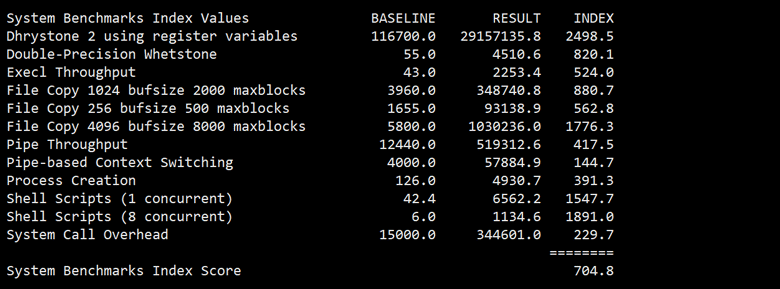 System Benchmarks Index Values               BASELINE       RESULT    INDEX
Dhrystone 2 using register variables         116700.0   29157135.8   2498.5
Double-Precision Whetstone                       55.0       4510.6    820.1
Execl Throughput                                 43.0       2253.4    524.0
File Copy 1024 bufsize 2000 maxblocks          3960.0     348740.8    880.7
File Copy 256 bufsize 500 maxblocks            1655.0      93138.9    562.8
File Copy 4096 bufsize 8000 maxblocks          5800.0    1030236.0   1776.3
Pipe Throughput                               12440.0     519312.6    417.5
Pipe-based Context Switching                   4000.0      57884.9    144.7
Process Creation                                126.0       4930.7    391.3
Shell Scripts (1 concurrent)                     42.4       6562.2   1547.7
Shell Scripts (8 concurrent)                      6.0       1134.6   1891.0
System Call Overhead                          15000.0     344601.0    229.7
                                                                   ========
System Benchmarks Index Score                                         704.8